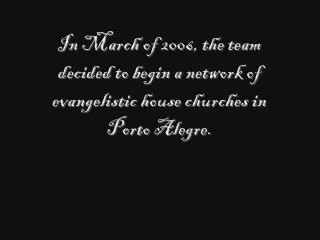 In March of 2006, the team
decided to begin a network of
evangelistic house churches in
Porto Alegre.